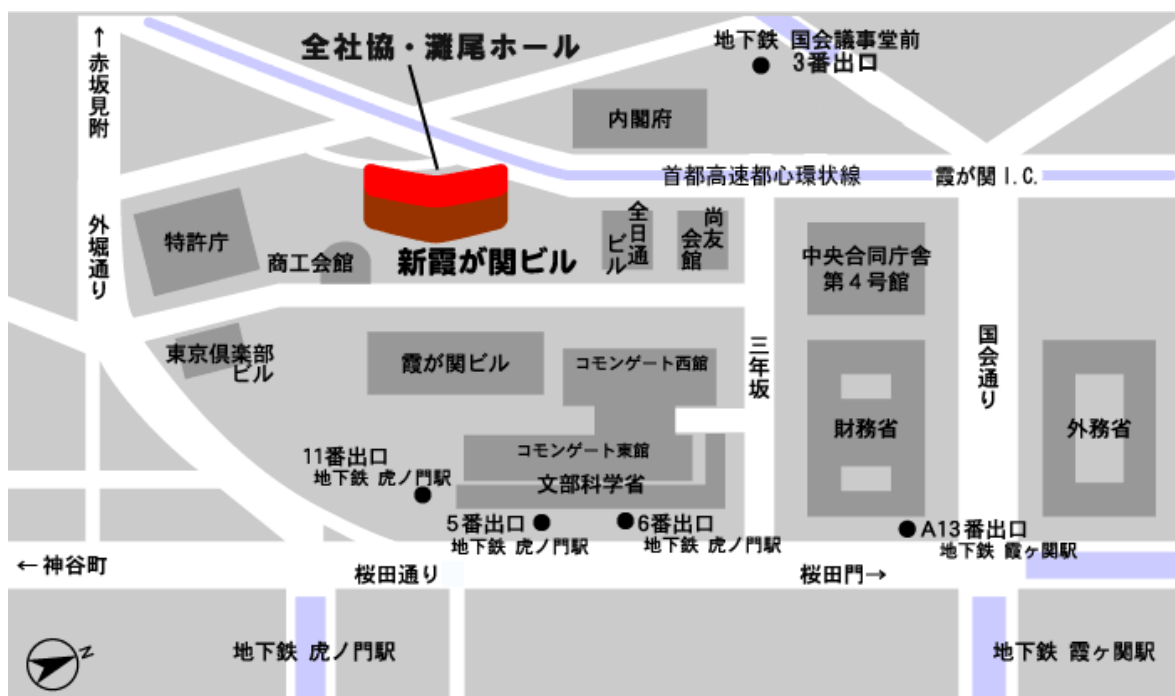 全社協・灘尾ホール
地下鉄 国会議事堂前
3番出口
←赤坂見附
内閣府
首都高速都心環状線
霞が関 I.C.
外堀通り
特許庁
商工会館
新霞が関ビル
全日通
ビル
尚友
会館
中央合同庁舎
第4号館
東京倶楽部
ビル
霞が関ビル
コモンゲート西館
三年坂
国会通り
財務省
外務省
コモンゲート東館
文部科学省
11番出口
地下鉄 虎ノ門駅
5番出口
地下鉄 虎ノ門駅
6番出口
地下鉄 虎ノ門駅
A13番出口
地下鉄 霞ヶ関駅
←神谷町
桜田通り
桜田門→
地下鉄 虎ノ門駅
地下鉄 霞ヶ関駅
N